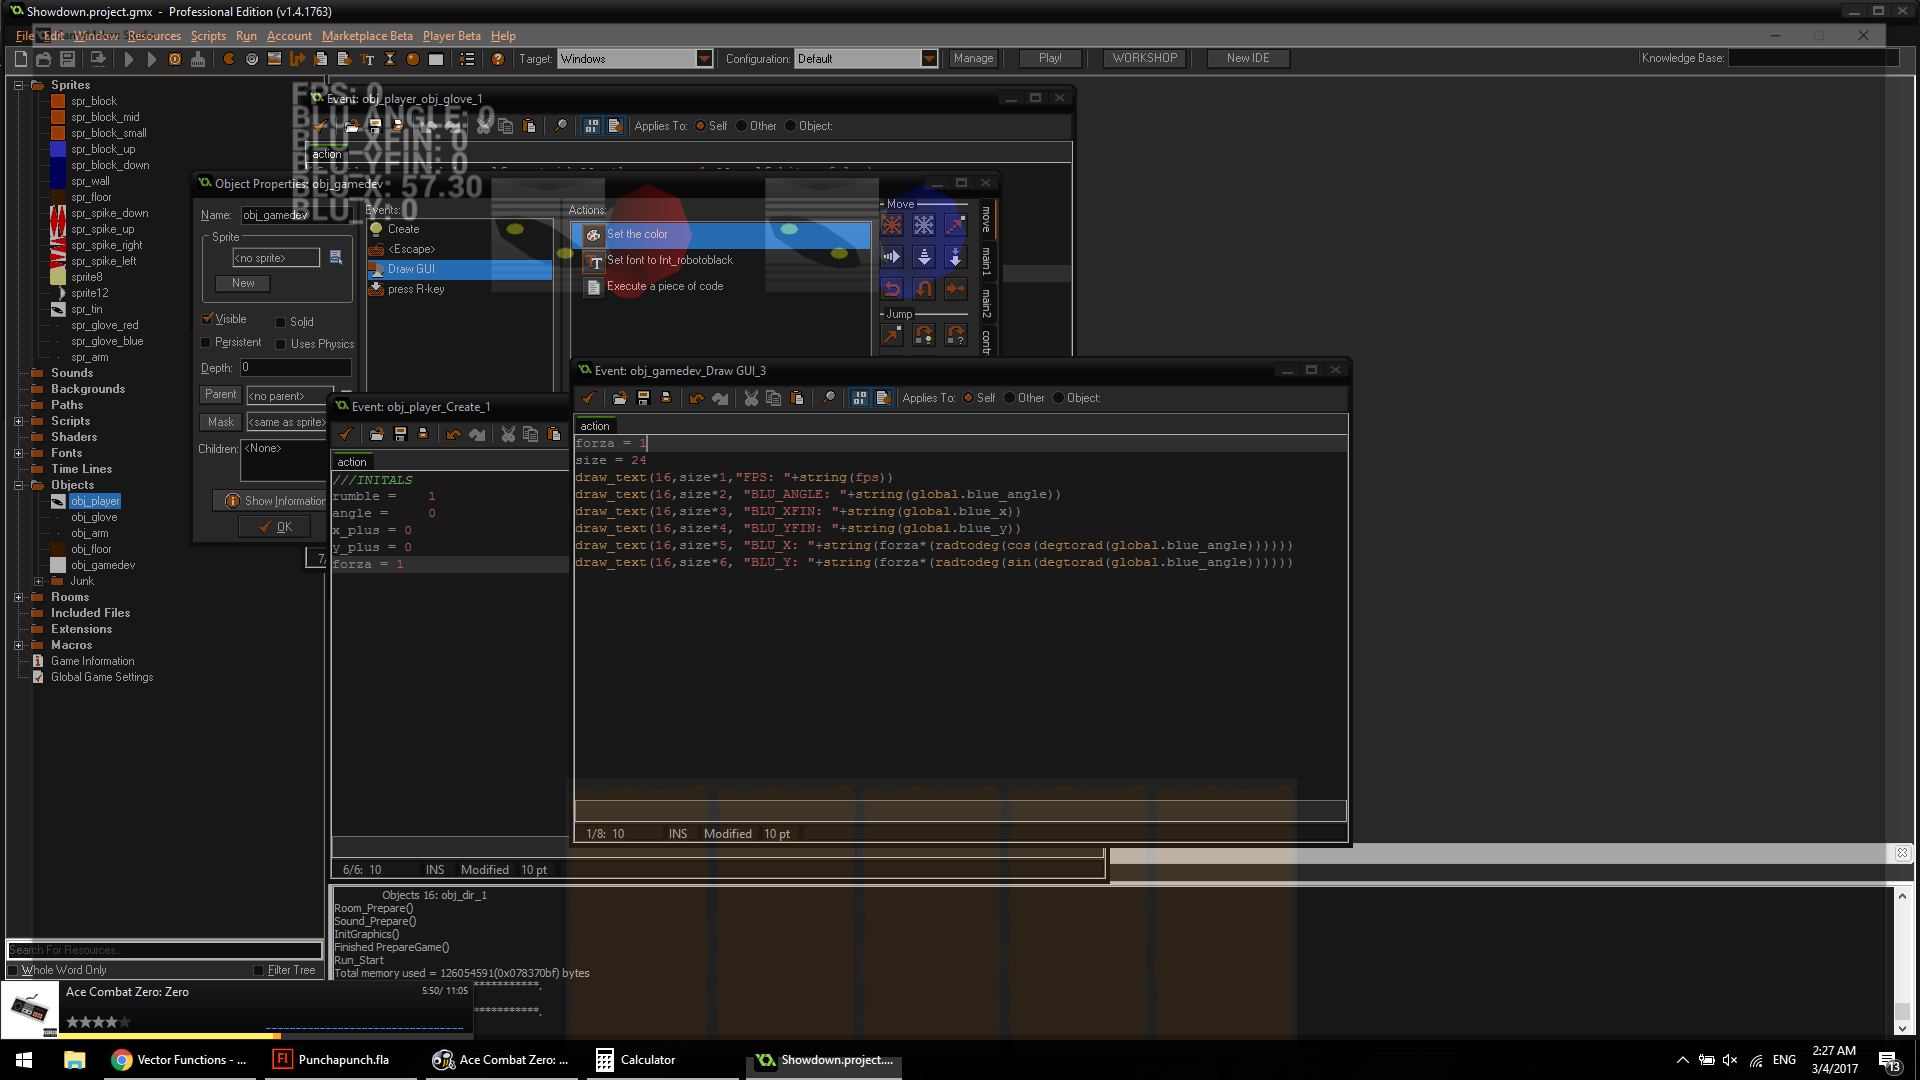 Showdown.project.gmx - Professional Edition (v1.4.1763)
File Edit Window Resources Scripts Run Account Marketplace Beta Player Beta Help
Target: Windows Configuration: Default Manage Play! WORKSHOP New IDE Knowledge Base:
Sprites
spr_block
spr_block_mid
spr_block_small
spr_block_up
spr_block_down
spr_wall
spr_floor
spr_spike_down
spr_spike_up
spr_spike_right
spr_spike_left
sprite8
sprite12
spr_tin
spr_glove_red
spr_glove_blue
spr_arm
Sounds
Backgrounds
Paths
Scripts
Shaders
Fonts
Time Lines
Objects
obj_player
obj_glove
obj_arm
obj_floor
obj_gamedev
Junk
Rooms
Included Files
Extensions
Macros
Game Information
Global Game Settings
Search For Resources...
Whole Word Only Filter Tree
FPS: 0
BLU_ANGLE: 0
BLU_XFIN: 0
BLU_YFIN: 0
BLU_X: 57.30
BLU_Y: 0
Event: obj_player_obj_glove_1
Applies To: Self Other Object:
action
Object Properties: obj_gamedev
Name: obj_gamedev
Sprite
<no sprite>
New
Visible Solid
Persistent Uses Physics
Depth: 0
Parent <no parent>
Mask <same as sprite>
Children: <None>
Show Information
OK
Events:
Create
<Escape>
Draw GUI
press R-key
Actions:
Set the color
Set font to fnt_robotoblack
Execute a piece of code
Move
Jump
move
main1
main2
contr
Event: obj_player_Create_1
action
///INITALS
rumble = 1
angle = 0
x_plus = 0
y_plus = 0
forza = 1
6/6: 10 INS Modified 10 pt
Event: obj_gamedev_Draw GUI_3
Applies To: Self Other Object:
action
forza = 1
size = 24
draw_text(16,size*1,"FPS: "+string(fps))
draw_text(16,size*2, "BLU_ANGLE: "+string(global.blue_angle))
draw_text(16,size*3, "BLU_XFIN: "+string(global.blue_x))
draw_text(16,size*4, "BLU_YFIN: "+string(global.blue_y))
draw_text(16,size*5, "BLU_X: "+string(forza*(radtodeg(cos(degtorad(global.blue_angle))))))
draw_text(16,size*6, "BLU_Y: "+string(forza*(radtodeg(sin(degtorad(global.blue_angle))))))
1/8: 10 INS Modified 10 pt
Objects 16: obj_dir_1
Room_Prepare()
Sound_Prepare()
InitGraphics()
Finished PrepareGame()
Run_Start
Total memory used = 126054591(0x078370bf) bytes
***********.
***********.
Ace Combat Zero: Zero 5:50/ 11:05
Vector Functions - ...
Punchapunch.fla
Ace Combat Zero: ...
Calculator
Showdown.project....
ENG
2:27 AM
3/4/2017
13